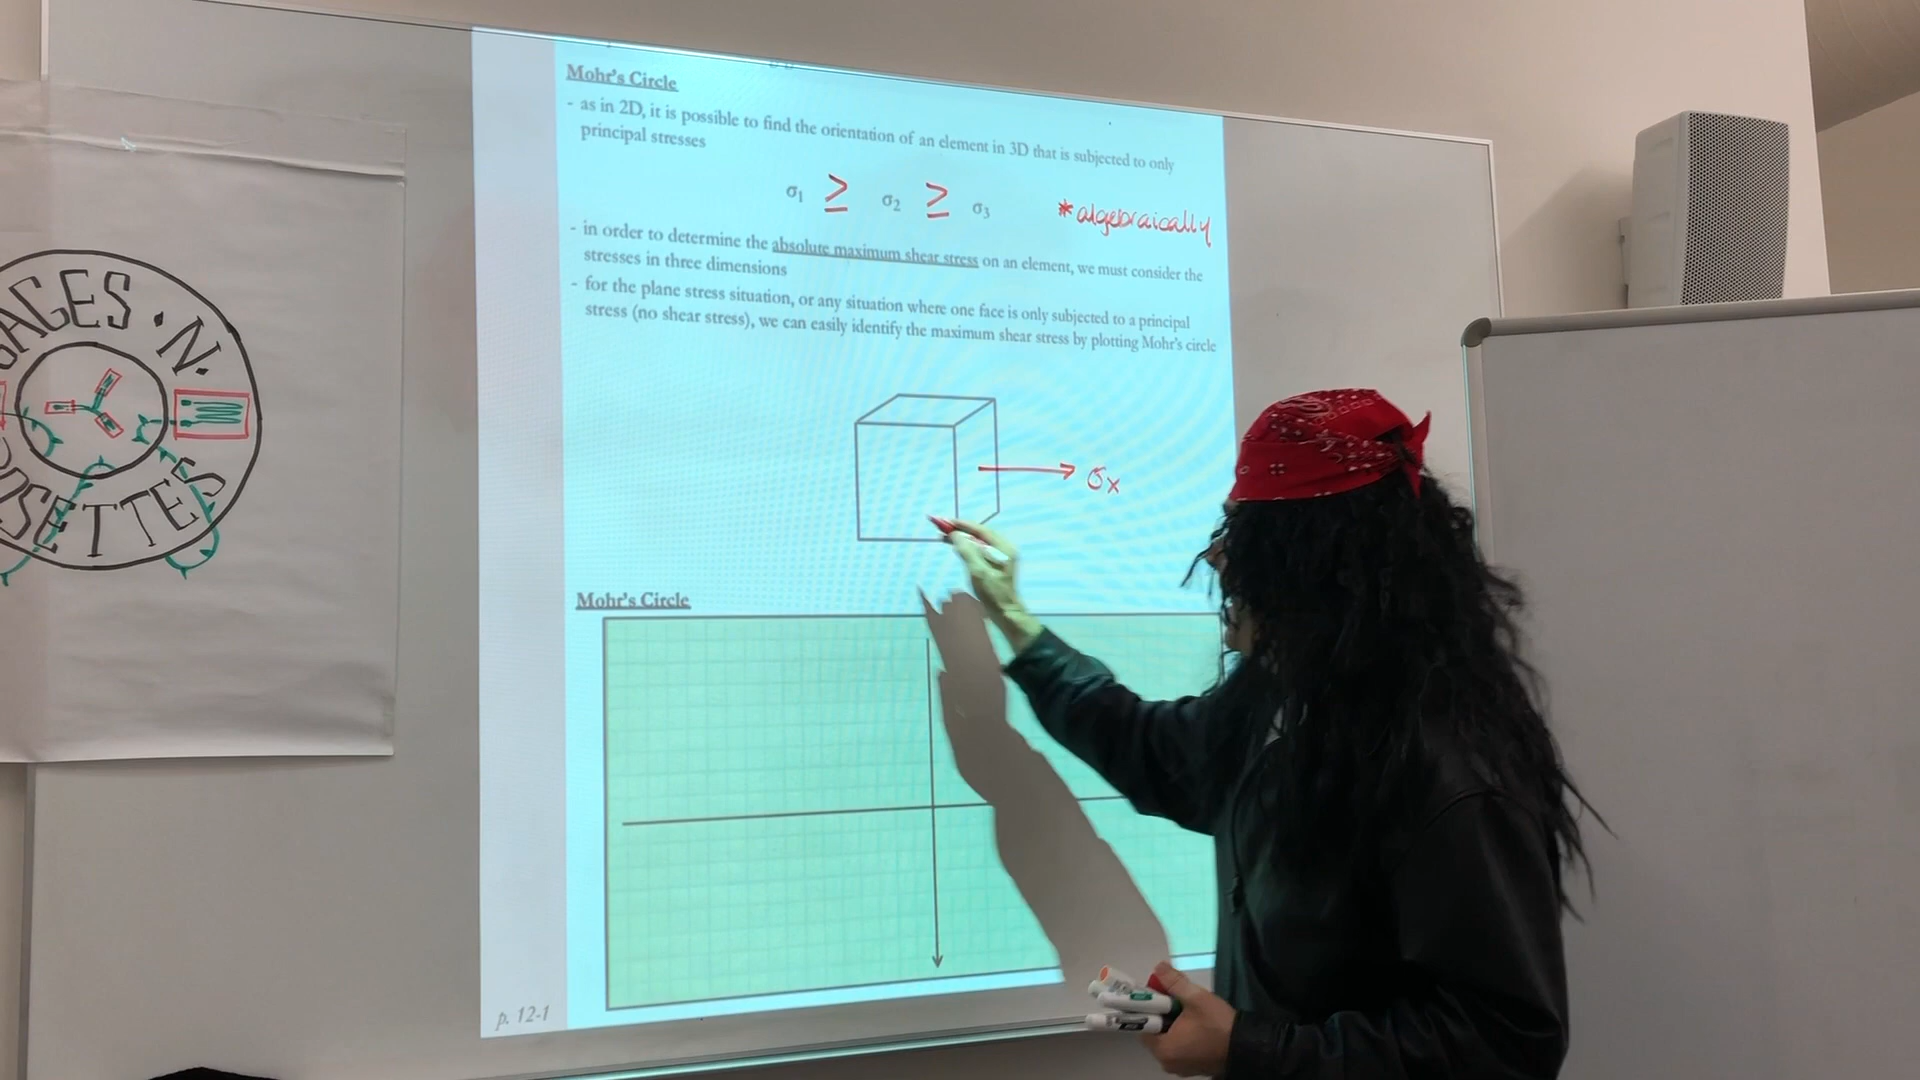 Mohr's Circle
- as in 2D, it is possible to find the orientation of an element in 3D that is subjected to only
principal stresses
σ1 ≥ σ2 ≥ σ3 *algebraically
- in order to determine the absolute maximum shear stress on an element, we must consider the
stresses in three dimensions
- for the plane stress situation, or any situation where one face is only subjected to a principal
stress (no shear stress), we can easily identify the maximum shear stress by plotting Mohr's circle
σx
Mohr's Circle
p. 12-1
AGES · N.
SETTES